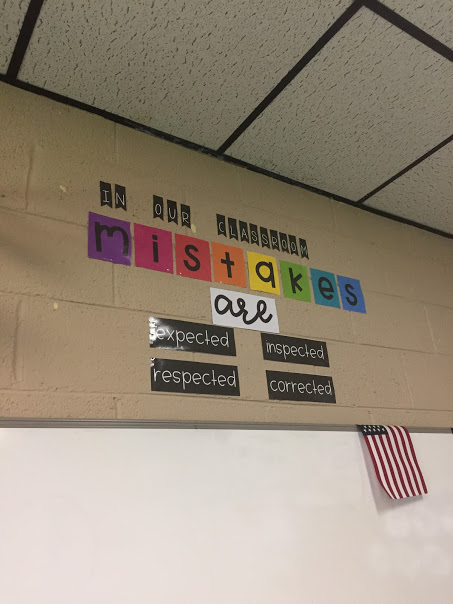 IN OUR CLASSROOM
mistakes
are
expected inspected
respected corrected